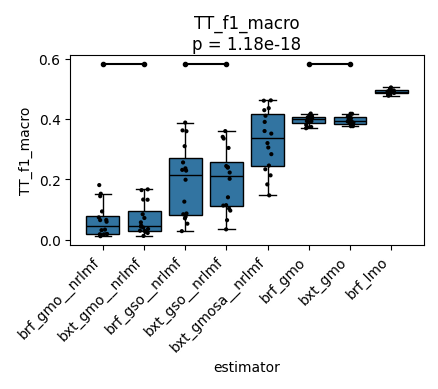 TT_f1_macro
p = 1.18e-18
TT_f1_macro
0.6
0.4
0.2
0.0
brf_gmo__nrlmf
bxt_gmo__nrlmf
brf_gso__nrlmf
bxt_gso__nrlmf
bxt_gmosa__nrlmf
brf_gmo
bxt_gmo
brf_lmo
estimator